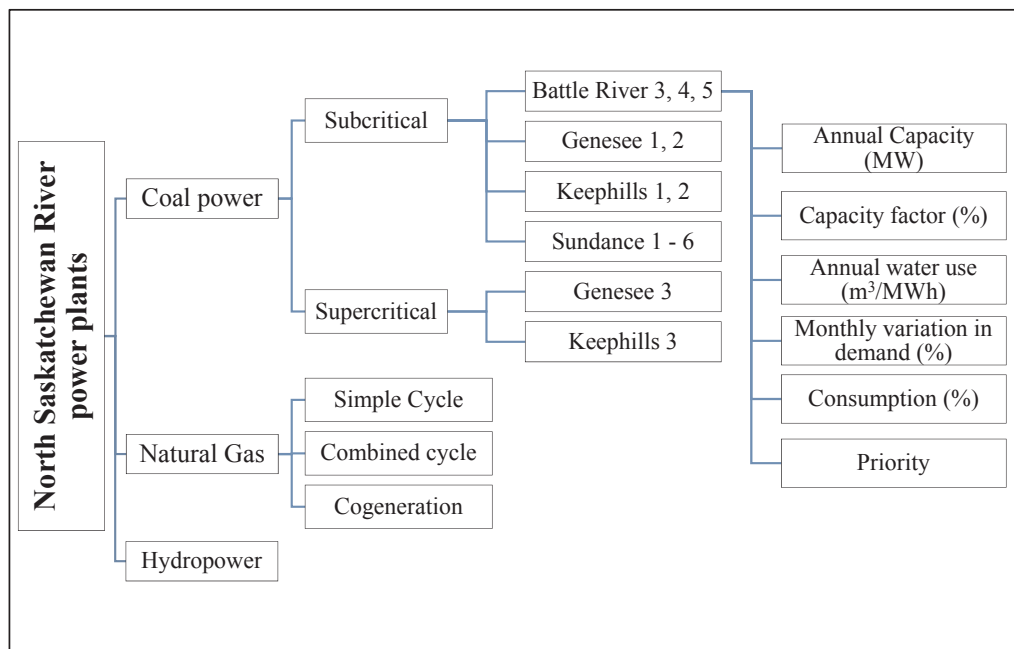 North Saskatchewan River
power plants
Coal power
Natural Gas
Hydropower
Subcritical
Supercritical
Simple Cycle
Combined cycle
Cogeneration
Battle River 3, 4, 5
Genesee 1, 2
Keephills 1, 2
Sundance 1 - 6
Genesee 3
Keephills 3
Annual Capacity
(MW)
Capacity factor (%)
Annual water use
(m³/MWh)
Monthly variation in
demand (%)
Consumption (%)
Priority